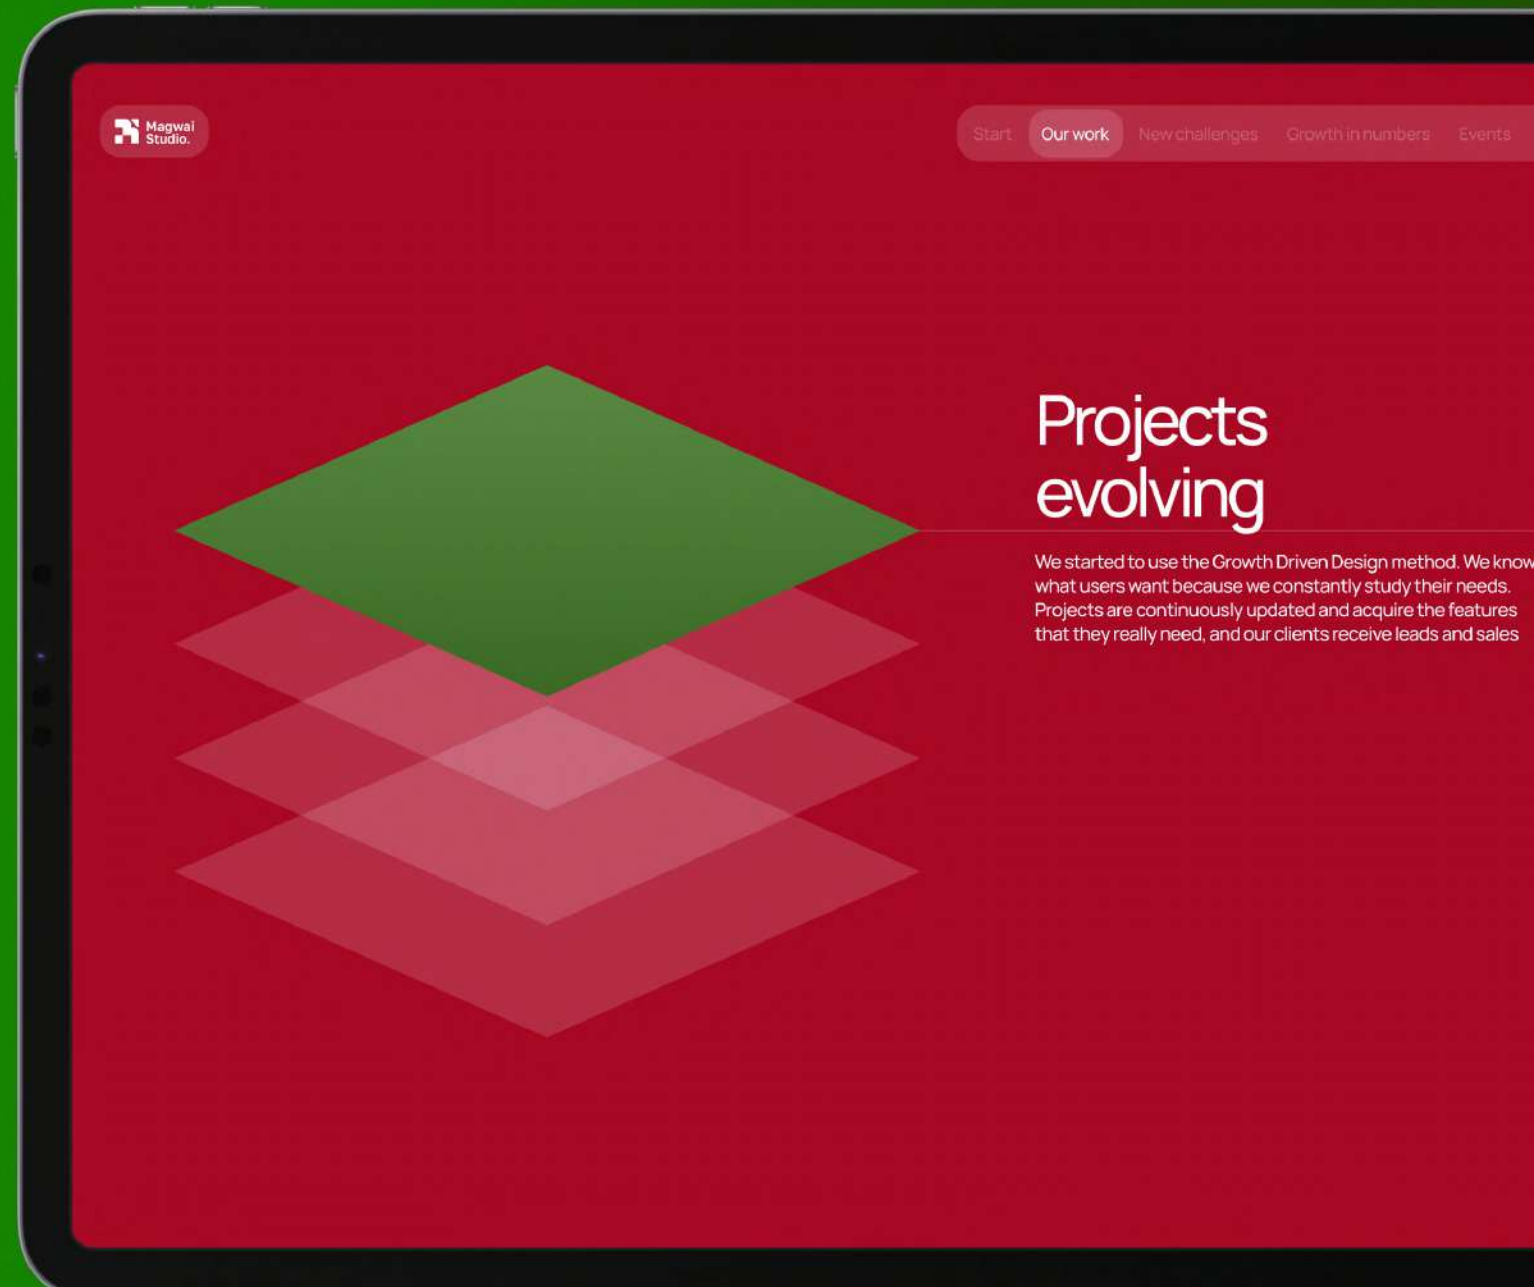 Magwai
Studio.
Start Our work New challenges Growth in numbers Events
Projects
evolving
We started to use the Growth Driven Design method. We know
what users want because we constantly study their needs.
Projects are continuously updated and acquire the features
that they really need, and our clients receive leads and sales